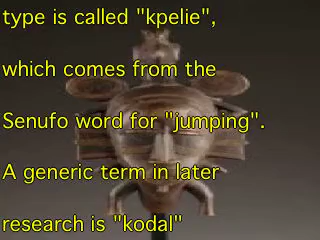 type is called "kpelie",
which comes from the
Senufo word for "jumping".
A generic term in later
research is "kodal"